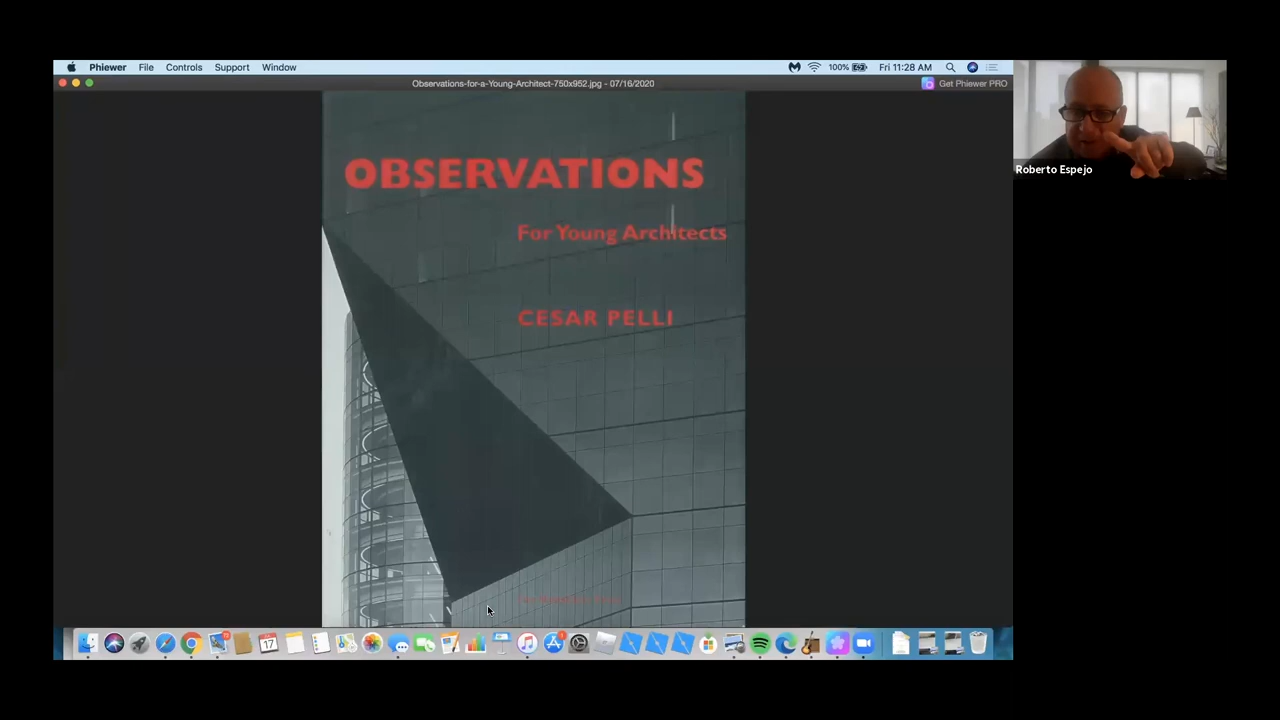 Phiewer File Controls Support Window 100% Fri 11:28 AM
Observations-for-a-Young-Architect-750x952.jpg - 07/16/2020 Get Phiewer PRO
OBSERVATIONS
For Young Architects
CESAR PELLI
Roberto Espejo
17